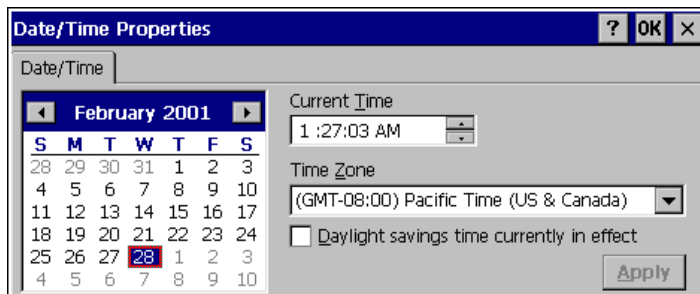 Date/Time Properties ? OK ×
Date/Time
February 2001
S M T W T F S
28 29 30 31 1 2 3
4 5 6 7 8 9 10
11 12 13 14 15 16 17
18 19 20 21 22 23 24
25 26 27 28 1 2 3
4 5 6 7 8 9 10
Current Time
1 :27:03 AM
Time Zone
(GMT-08:00) Pacific Time (US & Canada)
Daylight savings time currently in effect
Apply